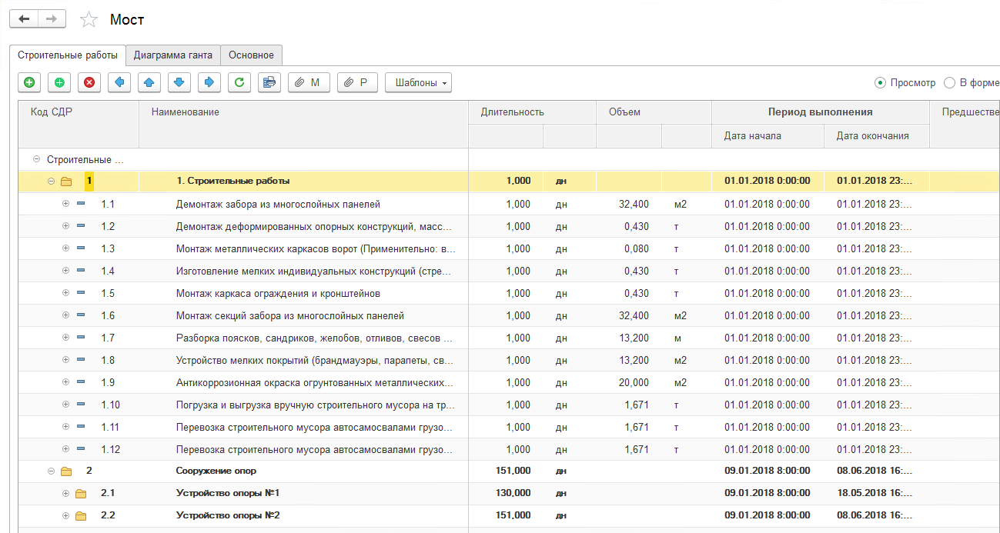 Мост
Строительные работы Диаграмма ганта Основное
М Р Шаблоны Просмотр В форме
Код СДР Наименование Длительность Объем Период выполнения Предшестве
Дата начала Дата окончания
Строительные ...
1 1. Строительные работы 1,000 дн 01.01.2018 0:00:00 01.01.2018 23:...
1.1 Демонтаж забора из многослойных панелей 1,000 дн 32,400 м2 01.01.2018 0:00:00 01.01.2018 23:...
1.2 Демонтаж деформированных опорных конструкций, масс... 1,000 дн 0,430 т 01.01.2018 0:00:00 01.01.2018 23:...
1.3 Монтаж металлических каркасов ворот (Применительно: в... 1,000 дн 0,080 т 01.01.2018 0:00:00 01.01.2018 23:...
1.4 Изготовление мелких индивидуальных конструкций (стре... 1,000 дн 0,430 т 01.01.2018 0:00:00 01.01.2018 23:...
1.5 Монтаж каркаса ограждения и кронштейнов 1,000 дн 0,430 т 01.01.2018 0:00:00 01.01.2018 23:...
1.6 Монтаж секций забора из многослойных панелей 1,000 дн 32,400 м2 01.01.2018 0:00:00 01.01.2018 23:...
1.7 Разборка поясков, сандриков, желобов, отливов, свесов ... 1,000 дн 13,200 м 01.01.2018 0:00:00 01.01.2018 23:...
1.8 Устройство мелких покрытий (брандмауэры, парапеты, св... 1,000 дн 13,200 м2 01.01.2018 0:00:00 01.01.2018 23:...
1.9 Антикоррозионная окраска огрунтованных металлических... 1,000 дн 20,000 м2 01.01.2018 0:00:00 01.01.2018 23:...
1.10 Погрузка и выгрузка вручную строительного мусора на тр... 1,000 дн 1,671 т 01.01.2018 0:00:00 01.01.2018 23:...
1.11 Перевозка строительного мусора автосамосвалами грузо... 1,000 дн 1,671 т 01.01.2018 0:00:00 01.01.2018 23:...
1.12 Перевозка строительного мусора автосамосвалами грузо... 1,000 дн 1,671 т 01.01.2018 0:00:00 01.01.2018 23:...
2 Сооружение опор 151,000 дн 09.01.2018 8:00:00 08.06.2018 16:...
2.1 Устройство опоры №1 130,000 дн 09.01.2018 8:00:00 18.05.2018 16:...
2.2 Устройство опоры №2 151,000 дн 09.01.2018 8:00:00 08.06.2018 16:...